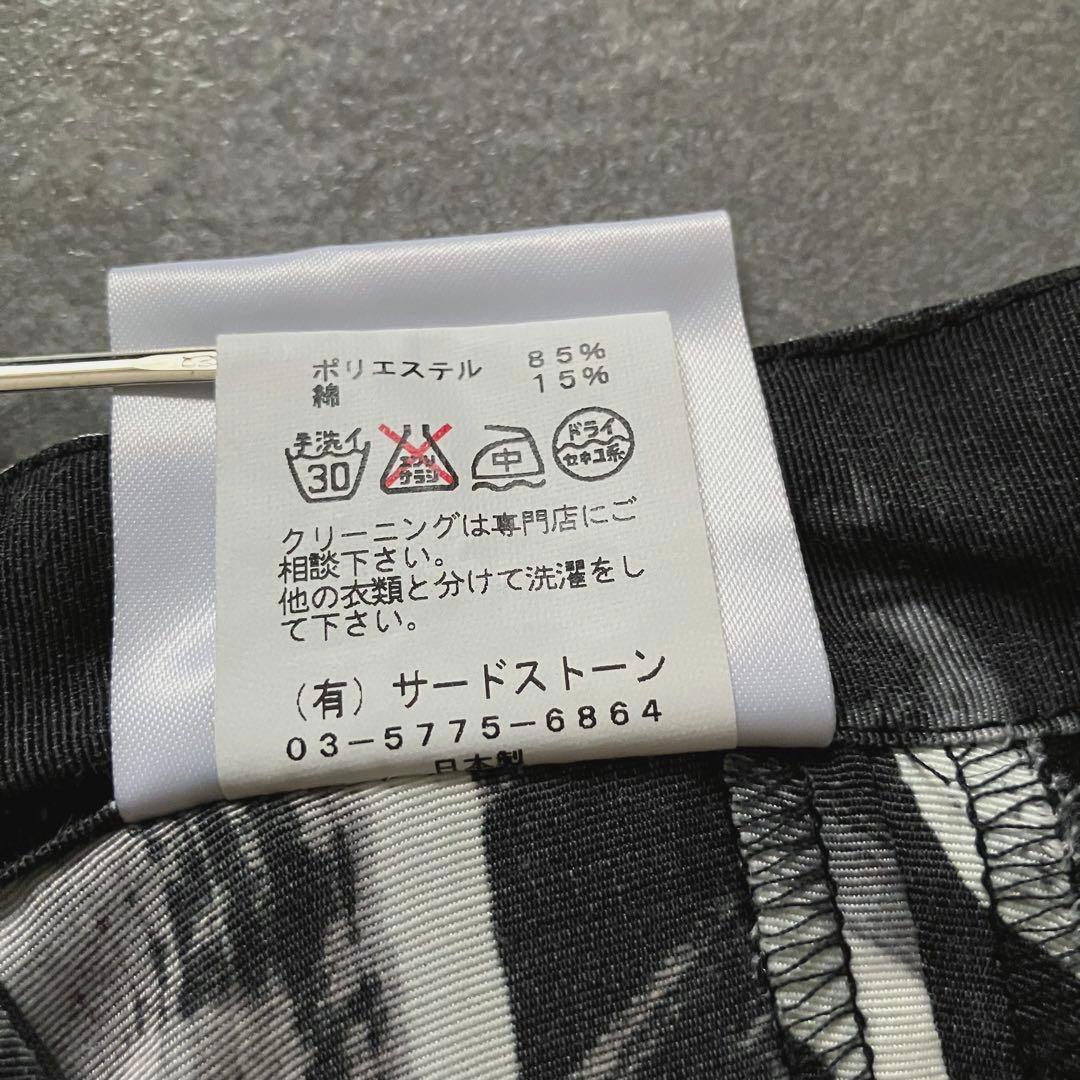 ポリエステル 85%
綿 15%
手洗イ
30
エンソ
サラシ
中
ドライ
セキユ系
クリーニングは専門店にご
相談下さい。
他の衣類と分けて洗濯をし
て下さい。
(有)サードストーン
03-5775-6864
日本製